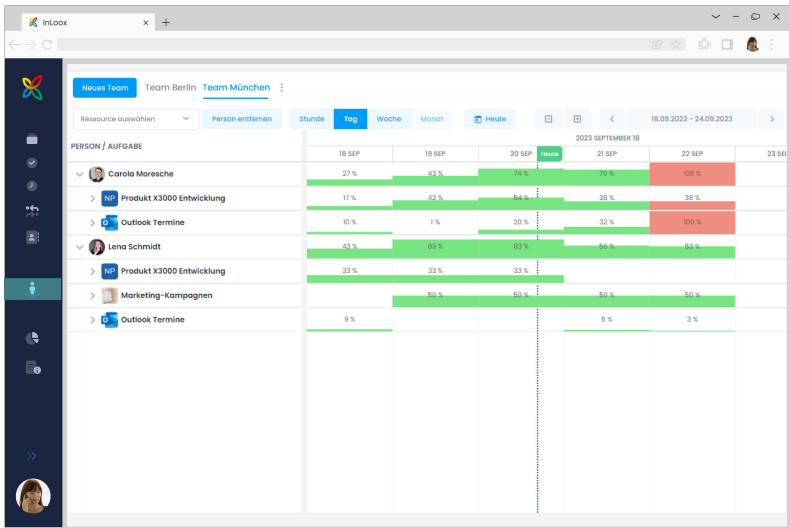 InLoox
Neues Team Team Berlin Team München
Ressource auswählen Person entfernen Stunde Tag Woche Monat Heute 18.09.2023 - 24.09.2023
PERSON / AUFGABE 2023 SEPTEMBER 18
18 SEP 19 SEP 20 SEP Heute 21 SEP 22 SEP 23 SE
Carola Moresche 27 % 43 % 74 % 70 % 138 %
NP Produkt X3000 Entwicklung 17 % 42 % 54 % 38 % 38 %
Outlook Termine 10 % 1 % 20 % 32 % 100 %
Lena Schmidt 43 % 83 % 83 % 56 % 53 %
NP Produkt X3000 Entwicklung 33 % 33 % 33 %
Marketing-Kampagnen 50 % 50 % 50 % 50 %
Outlook Termine 9 % 6 % 3 %